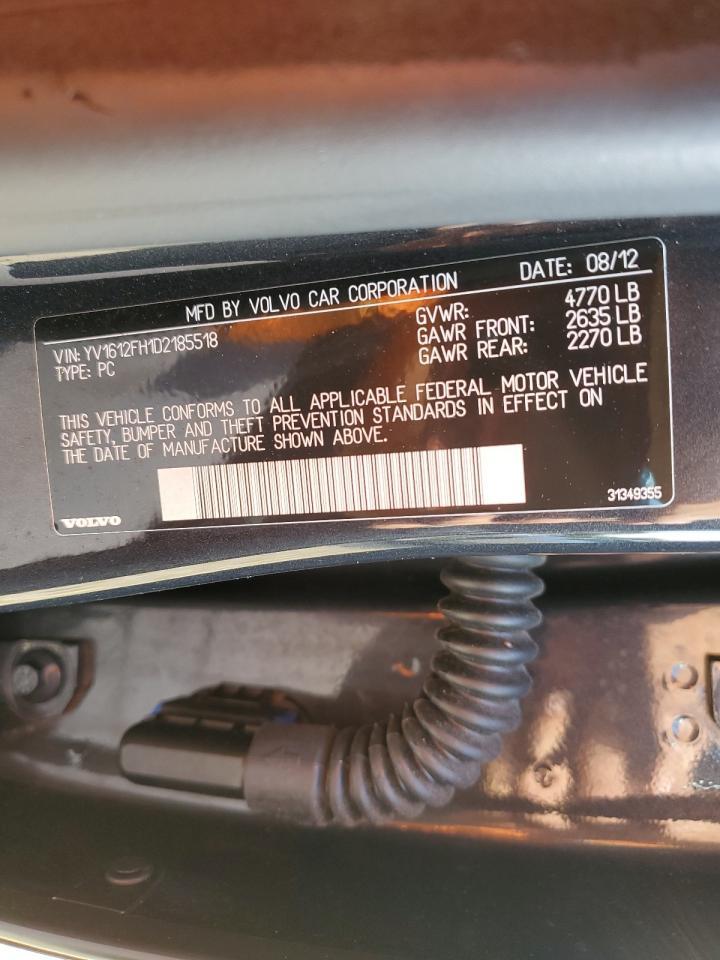 MFD BY VOLVO CAR CORPORATION DATE: 08/12
VIN: YV1612FH1D2185518 GVWR: 4770 LB
TYPE: PC GAWR FRONT: 2635 LB
GAWR REAR: 2270 LB
THIS VEHICLE CONFORMS TO ALL APPLICABLE FEDERAL MOTOR VEHICLE
SAFETY, BUMPER AND THEFT PREVENTION STANDARDS IN EFFECT ON
THE DATE OF MANUFACTURE SHOWN ABOVE.
VOLVO 31349355